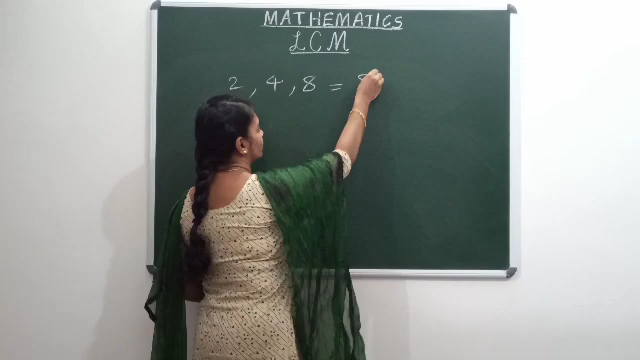 MATHEMATICS
LCM
2, 4, 8 =